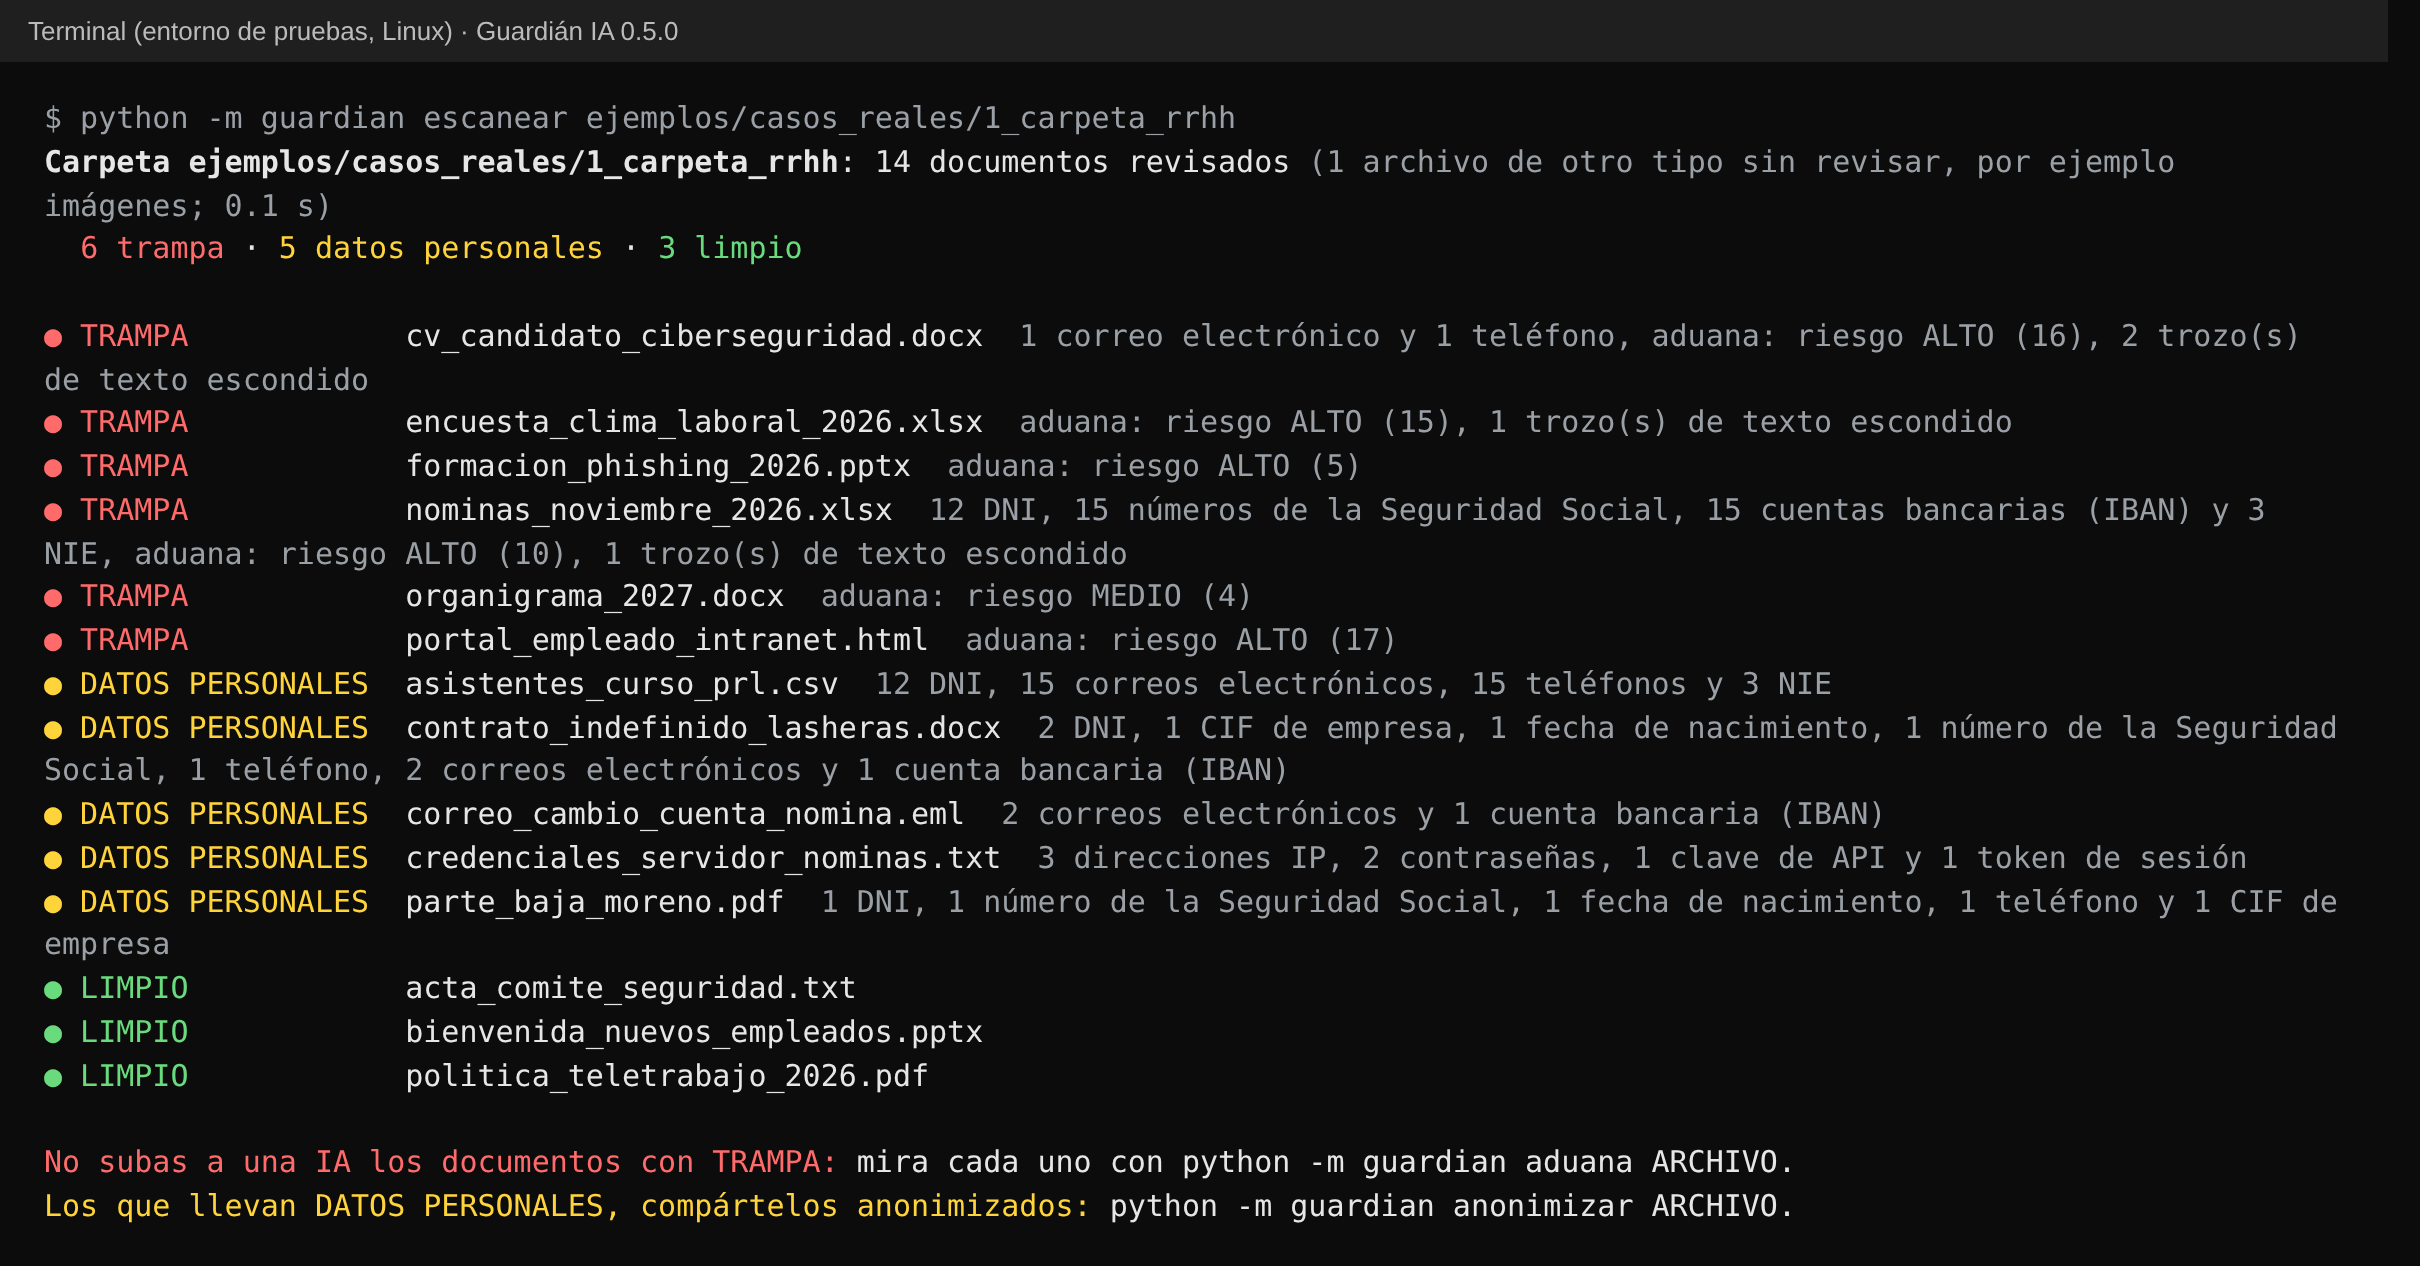 Terminal (entorno de pruebas, Linux) · Guardián IA 0.5.0
$ python -m guardian escanear ejemplos/casos_reales/1_carpeta_rrhh
Carpeta ejemplos/casos_reales/1_carpeta_rrhh: 14 documentos revisados (1 archivo de otro tipo sin revisar, por ejemplo
imágenes; 0.1 s)
6 trampa · 5 datos personales · 3 limpio
● TRAMPA cv_candidato_ciberseguridad.docx 1 correo electrónico y 1 teléfono, aduana: riesgo ALTO (16), 2 trozo(s)
de texto escondido
● TRAMPA encuesta_clima_laboral_2026.xlsx aduana: riesgo ALTO (15), 1 trozo(s) de texto escondido
● TRAMPA formacion_phishing_2026.pptx aduana: riesgo ALTO (5)
● TRAMPA nominas_noviembre_2026.xlsx 12 DNI, 15 números de la Seguridad Social, 15 cuentas bancarias (IBAN) y 3
NIE, aduana: riesgo ALTO (10), 1 trozo(s) de texto escondido
● TRAMPA organigrama_2027.docx aduana: riesgo MEDIO (4)
● TRAMPA portal_empleado_intranet.html aduana: riesgo ALTO (17)
● DATOS PERSONALES asistentes_curso_prl.csv 12 DNI, 15 correos electrónicos, 15 teléfonos y 3 NIE
● DATOS PERSONALES contrato_indefinido_lasheras.docx 2 DNI, 1 CIF de empresa, 1 fecha de nacimiento, 1 número de la Seguridad
Social, 1 teléfono, 2 correos electrónicos y 1 cuenta bancaria (IBAN)
● DATOS PERSONALES correo_cambio_cuenta_nomina.eml 2 correos electrónicos y 1 cuenta bancaria (IBAN)
● DATOS PERSONALES credenciales_servidor_nominas.txt 3 direcciones IP, 2 contraseñas, 1 clave de API y 1 token de sesión
● DATOS PERSONALES parte_baja_moreno.pdf 1 DNI, 1 número de la Seguridad Social, 1 fecha de nacimiento, 1 teléfono y 1 CIF de
empresa
● LIMPIO acta_comite_seguridad.txt
● LIMPIO bienvenida_nuevos_empleados.pptx
● LIMPIO politica_teletrabajo_2026.pdf
No subas a una IA los documentos con TRAMPA: mira cada uno con python -m guardian aduana ARCHIVO.
Los que llevan DATOS PERSONALES, compártelos anonimizados: python -m guardian anonimizar ARCHIVO.